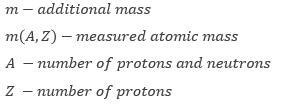 m − additional mass
m(A, Z) − measured atomic mass
A − number of protons and neutrons
Z − number of protons